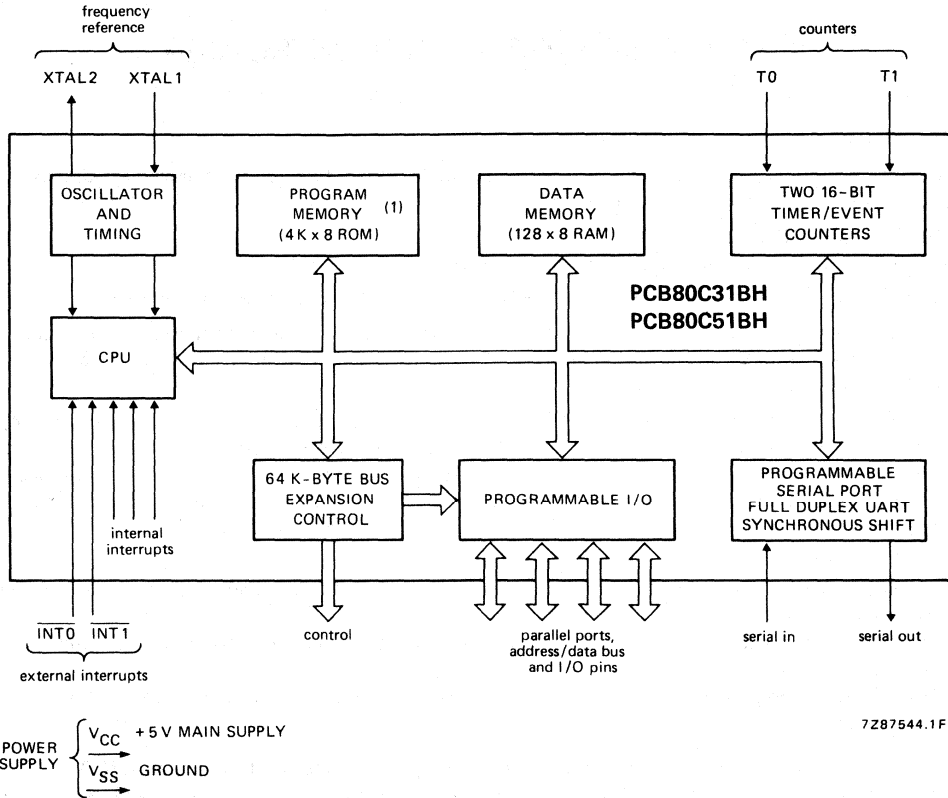 frequency
reference
counters
XTAL2 XTAL1
T0 T1
OSCILLATOR
AND
TIMING
PROGRAM
MEMORY (1)
(4K x 8 ROM)
DATA
MEMORY
(128 x 8 RAM)
TWO 16-BIT
TIMER/EVENT
COUNTERS
PCB80C31BH
PCB80C51BH
CPU
64 K-BYTE BUS
EXPANSION
CONTROL
PROGRAMMABLE I/O
PROGRAMMABLE
SERIAL PORT
FULL DUPLEX UART
SYNCHRONOUS SHIFT
internal
interrupts
INT0 INT1
external interrupts
control
parallel ports,
address/data bus
and I/O pins
serial in
serial out
POWER
SUPPLY
VCC +5 V MAIN SUPPLY
VSS GROUND
7Z87544.1F